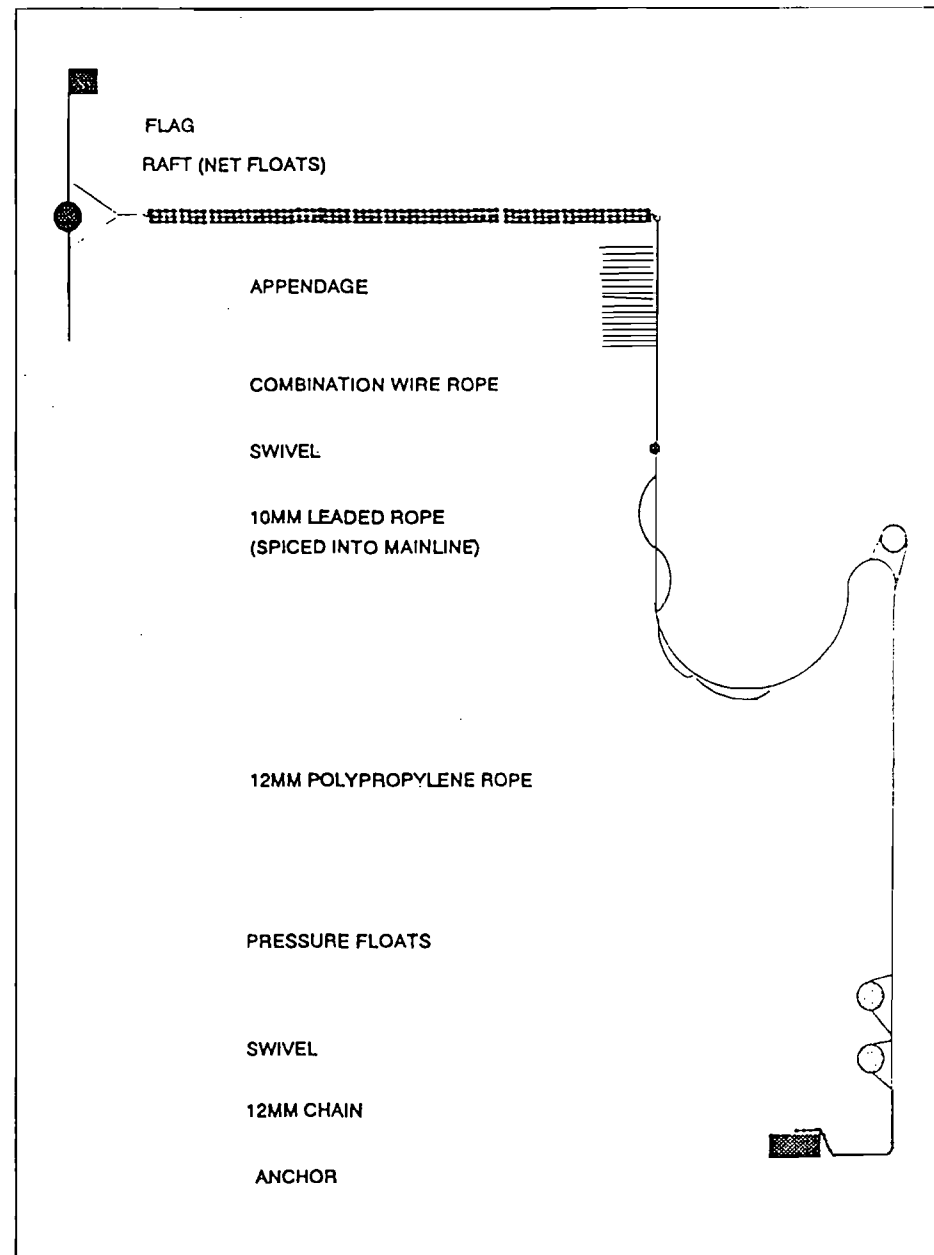 FLAG
RAFT (NET FLOATS)
APPENDAGE
COMBINATION WIRE ROPE
SWIVEL
10MM LEADED ROPE
(SPICED INTO MAINLINE)
12MM POLYPROPYLENE ROPE
PRESSURE FLOATS
SWIVEL
12MM CHAIN
ANCHOR